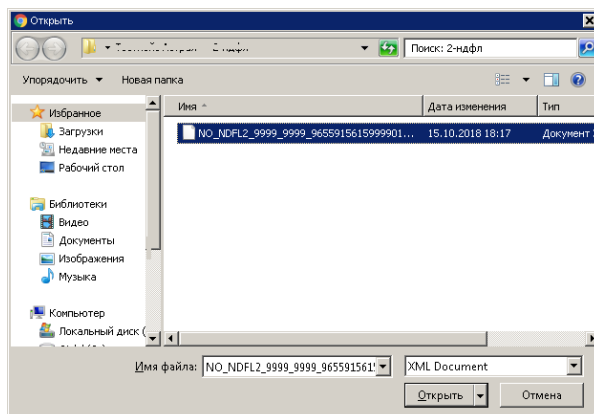 Открыть
2-ндфл
Поиск: 2-ндфл
Упорядочить Новая папка
Имя Дата изменения Тип
NO_NDFL2_9999_9999_9655915615999901... 15.10.2018 18:17 Документ
Избранное
Загрузки
Недавние места
Рабочий стол
Библиотеки
Видео
Документы
Изображения
Музыка
Компьютер
Локальный диск (
Имя файла: NO_NDFL2_9999_9999_965591561 XML Document
Открыть Отмена